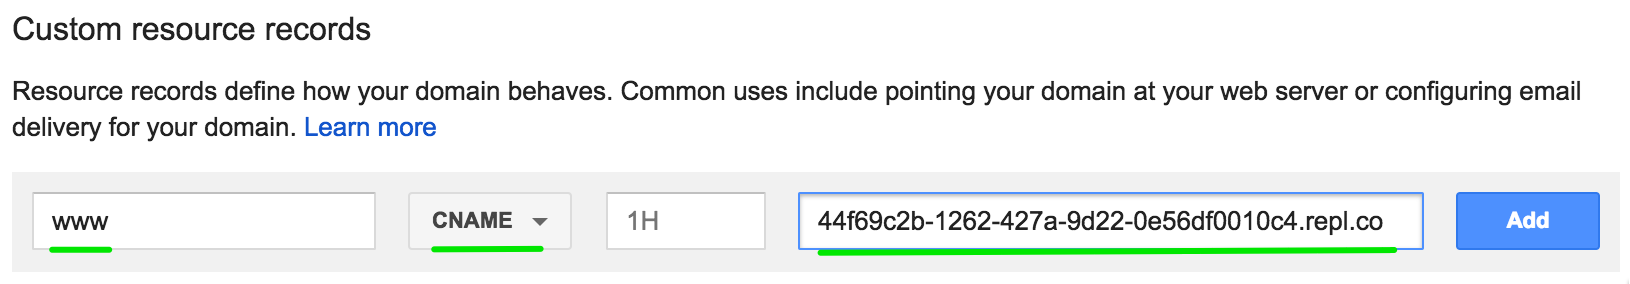 Custom resource records
Resource records define how your domain behaves. Common uses include pointing your domain at your web server or configuring email
delivery for your domain. Learn more
www CNAME 1H 44f69c2b-1262-427a-9d22-0e56df0010c4.repl.co Add